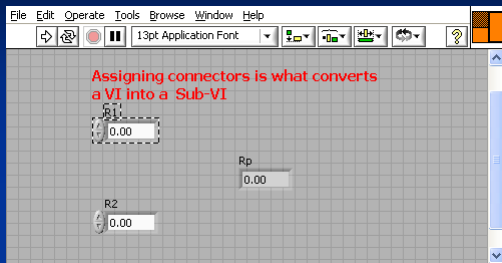 File Edit Operate Tools Browse Window Help
13pt Application Font
Assigning connectors is what converts
a VI into a Sub-VI
R1
0.00
Rp
0.00
R2
0.00